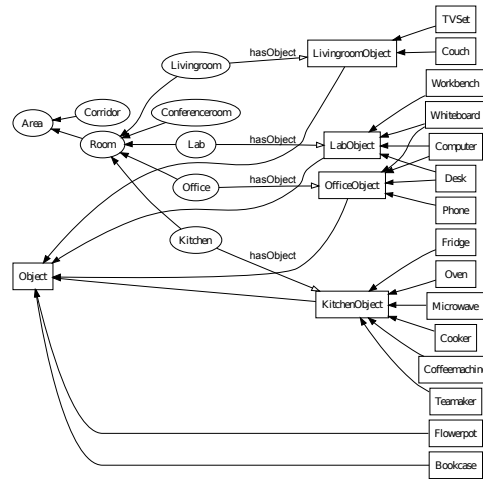 TVSet
hasObject
LivingroomObject
Livingroom
Couch
Workbench
Corridor
Conferenceroom
Whiteboard
Area
Room
Lab
hasObject
LabObject
Computer
Desk
Office
hasObject
OfficeObject
Phone
Kitchen
Fridge
hasObject
Object
Oven
KitchenObject
Microwave
Cooker
Coffeemachine
Teamaker
Flowerpot
Bookcase